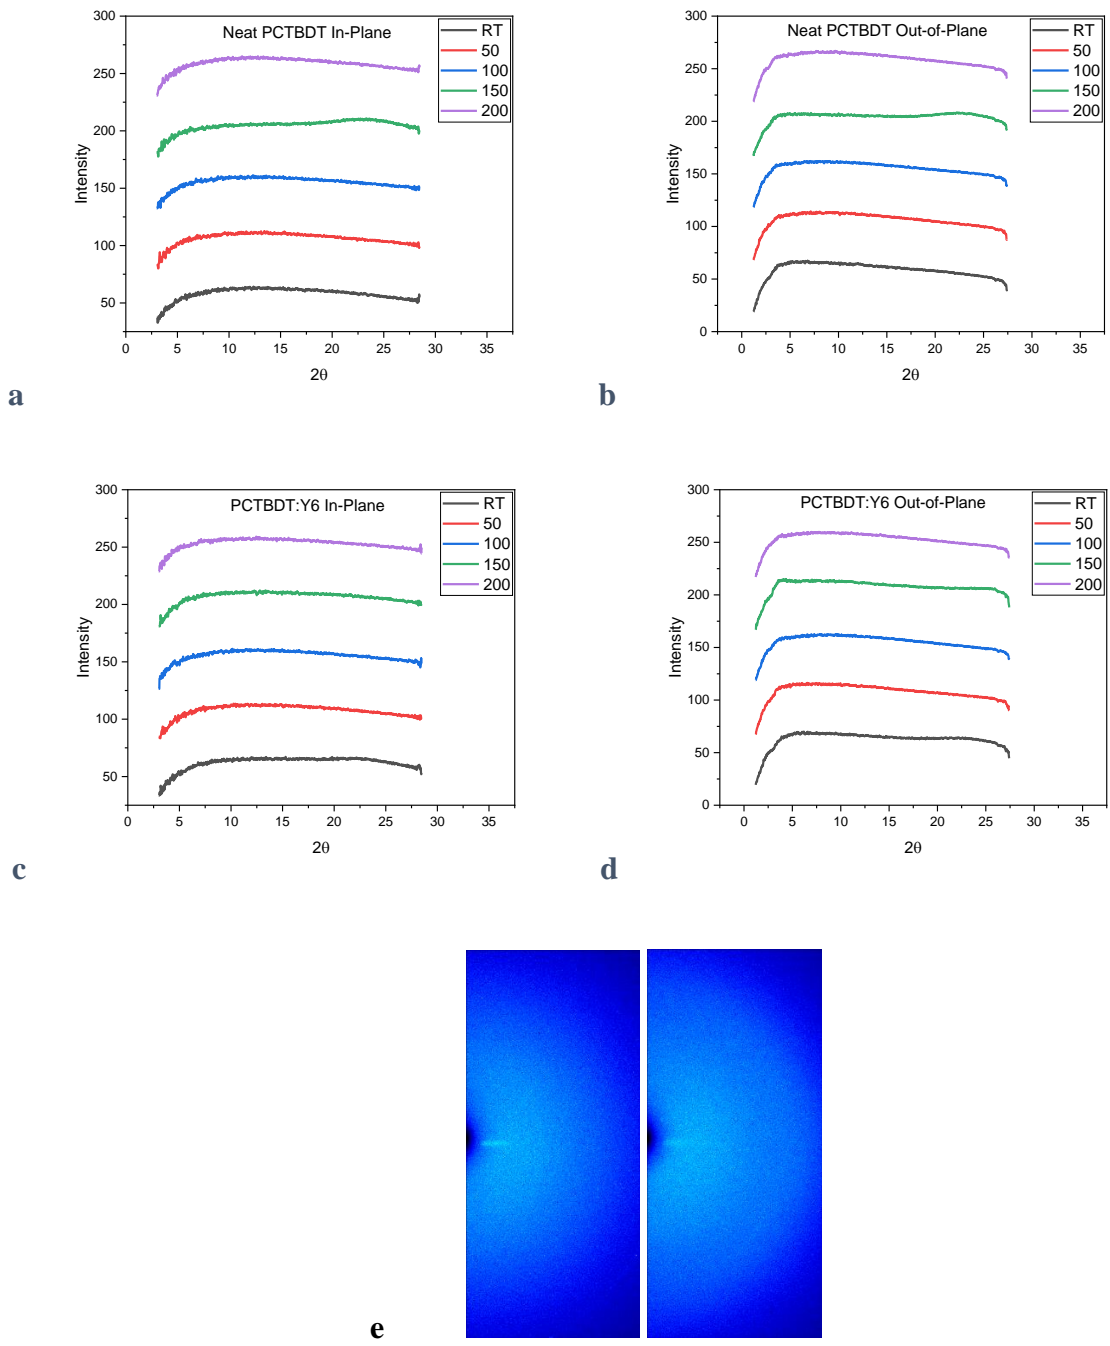 Neat PCTBDT In-Plane
RT
50
100
150
200
300
250
200
150
100
50
Intensity
0 5 10 15 20 25 30 35
2θ
a
Neat PCTBDT Out-of-Plane
RT
50
100
150
200
300
250
200
150
100
50
0
Intensity
0 5 10 15 20 25 30 35
2θ
b
PCTBDT:Y6 In-Plane
RT
50
100
150
200
300
250
200
150
100
50
Intensity
0 5 10 15 20 25 30 35
2θ
c
PCTBDT:Y6 Out-of-Plane
RT
50
100
150
200
300
250
200
150
100
50
0
Intensity
0 5 10 15 20 25 30 35
2θ
d
e